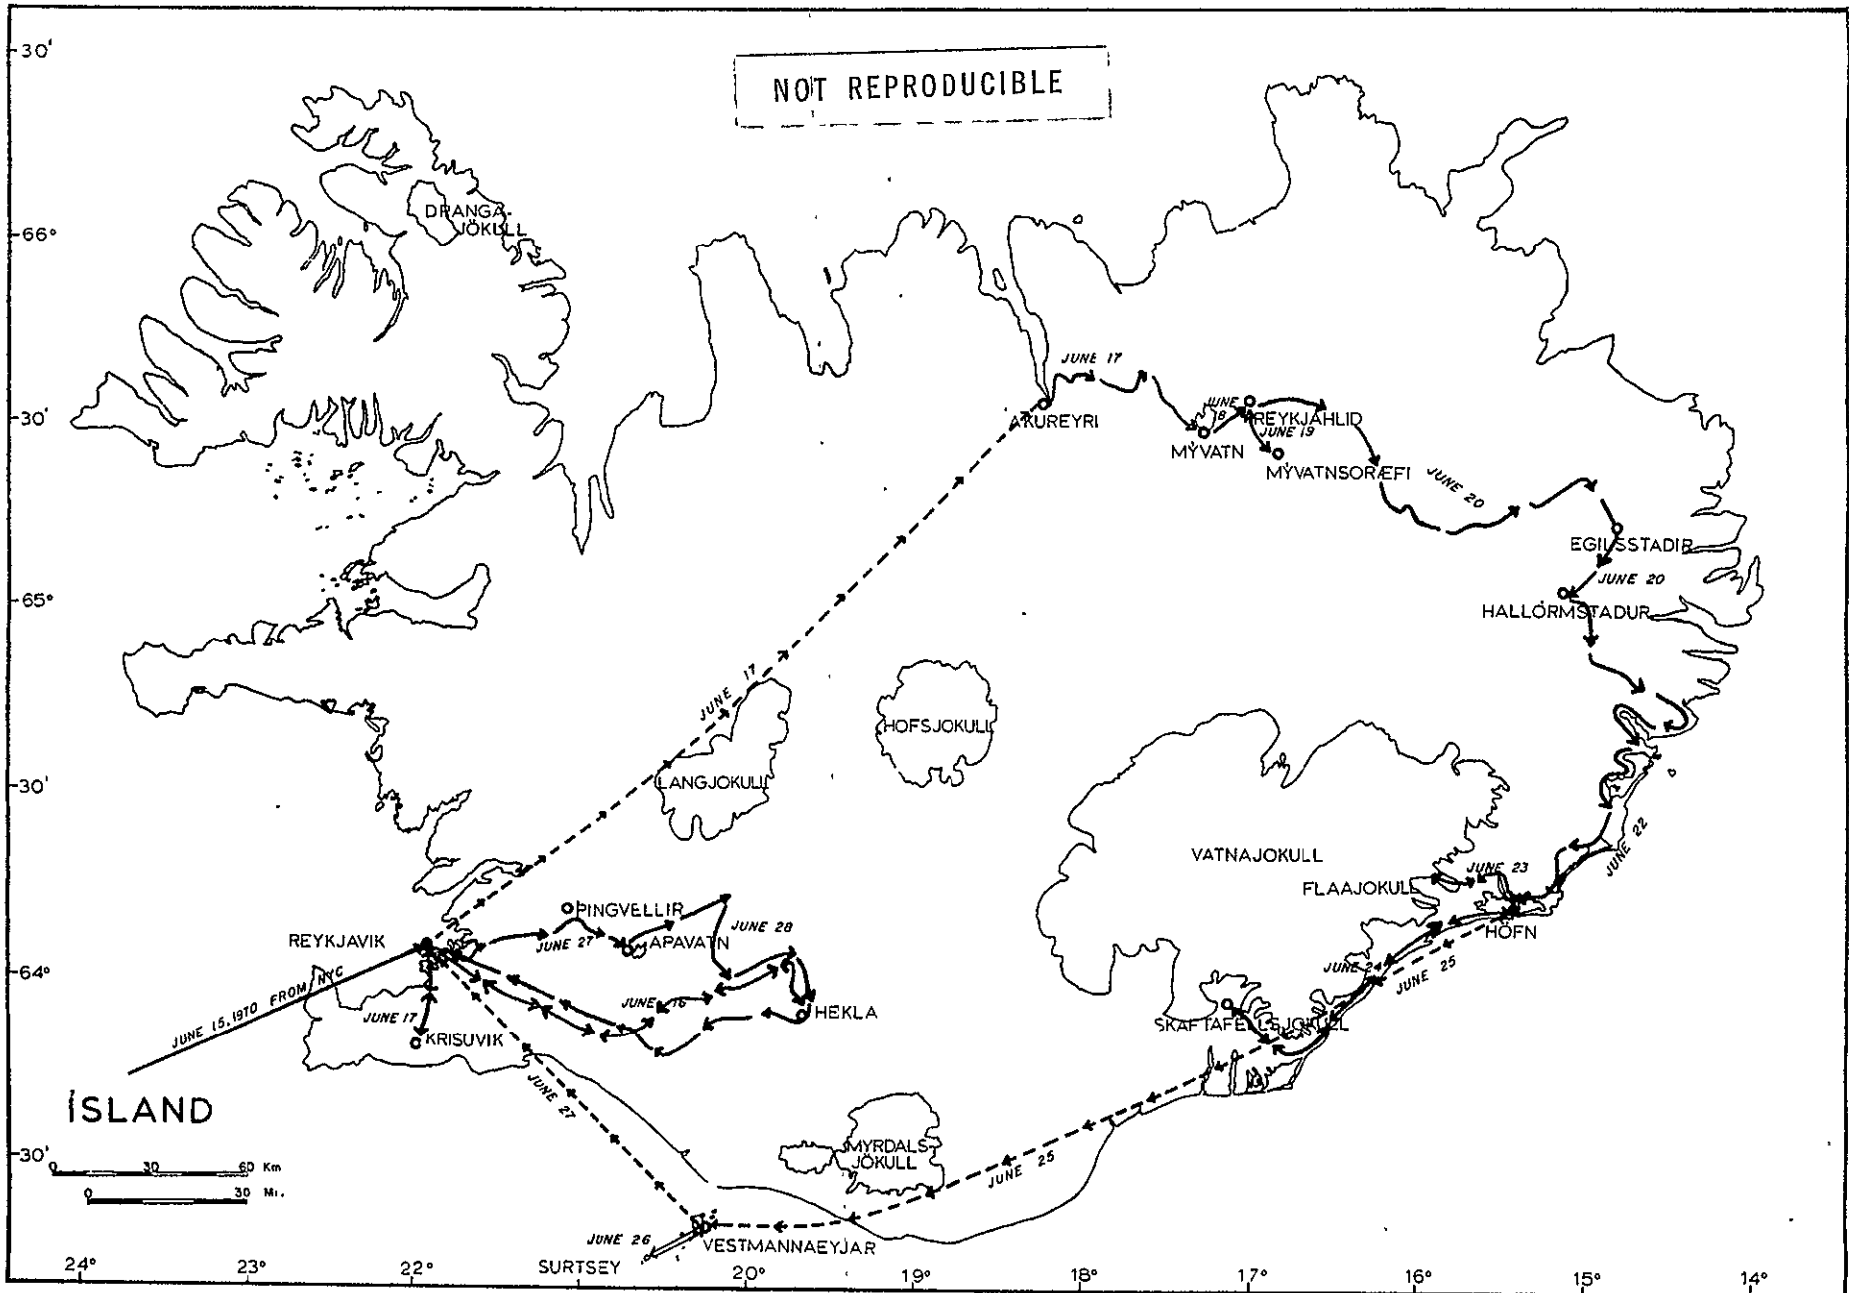 NOT REPRODUCIBLE
30'
66°
30'
65°
30'
64°
30'
DRANGA-
JÖKULL
JUNE 17
AKUREYRI
JUNE
18
REYKJAHLID
JUNE 19
MÝVATN
MÝVATNSORÆFI
JUNE 20
EGILSSTADIR
JUNE 20
HALLORMSTADUR
JUNE 17
HOFSJOKULL
LANGJOKULL
VATNAJOKULL
JUNE 22
JUNE 23
FLAAJOKULL
HÖFN
JUNE 24
JUNE 25
SKAFTAFELLSJOKULL
PINGVELLIR
JUNE 27
APAVATN
JUNE 28
REYKJAVIK
JUNE 16
HEKLA
JUNE 15, 1970 FROM NYC
JUNE 17
KRISUVIK
JUNE 27
ÍSLAND
0 30 60 Km
0 30 Mi.
MYRDALS-
JÖKULL
JUNE 25
JUNE 26
VESTMANNAEYJAR
SURTSEY
24° 23° 22° 20° 19° 18° 17° 16° 15° 14°